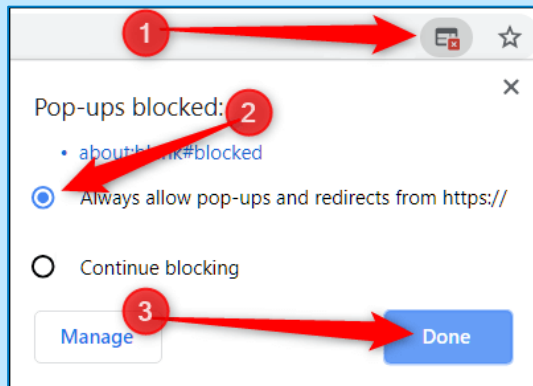 1
Pop-ups blocked:
2
• about:blank#blocked
Always allow pop-ups and redirects from https://
Continue blocking
3
Manage
Done